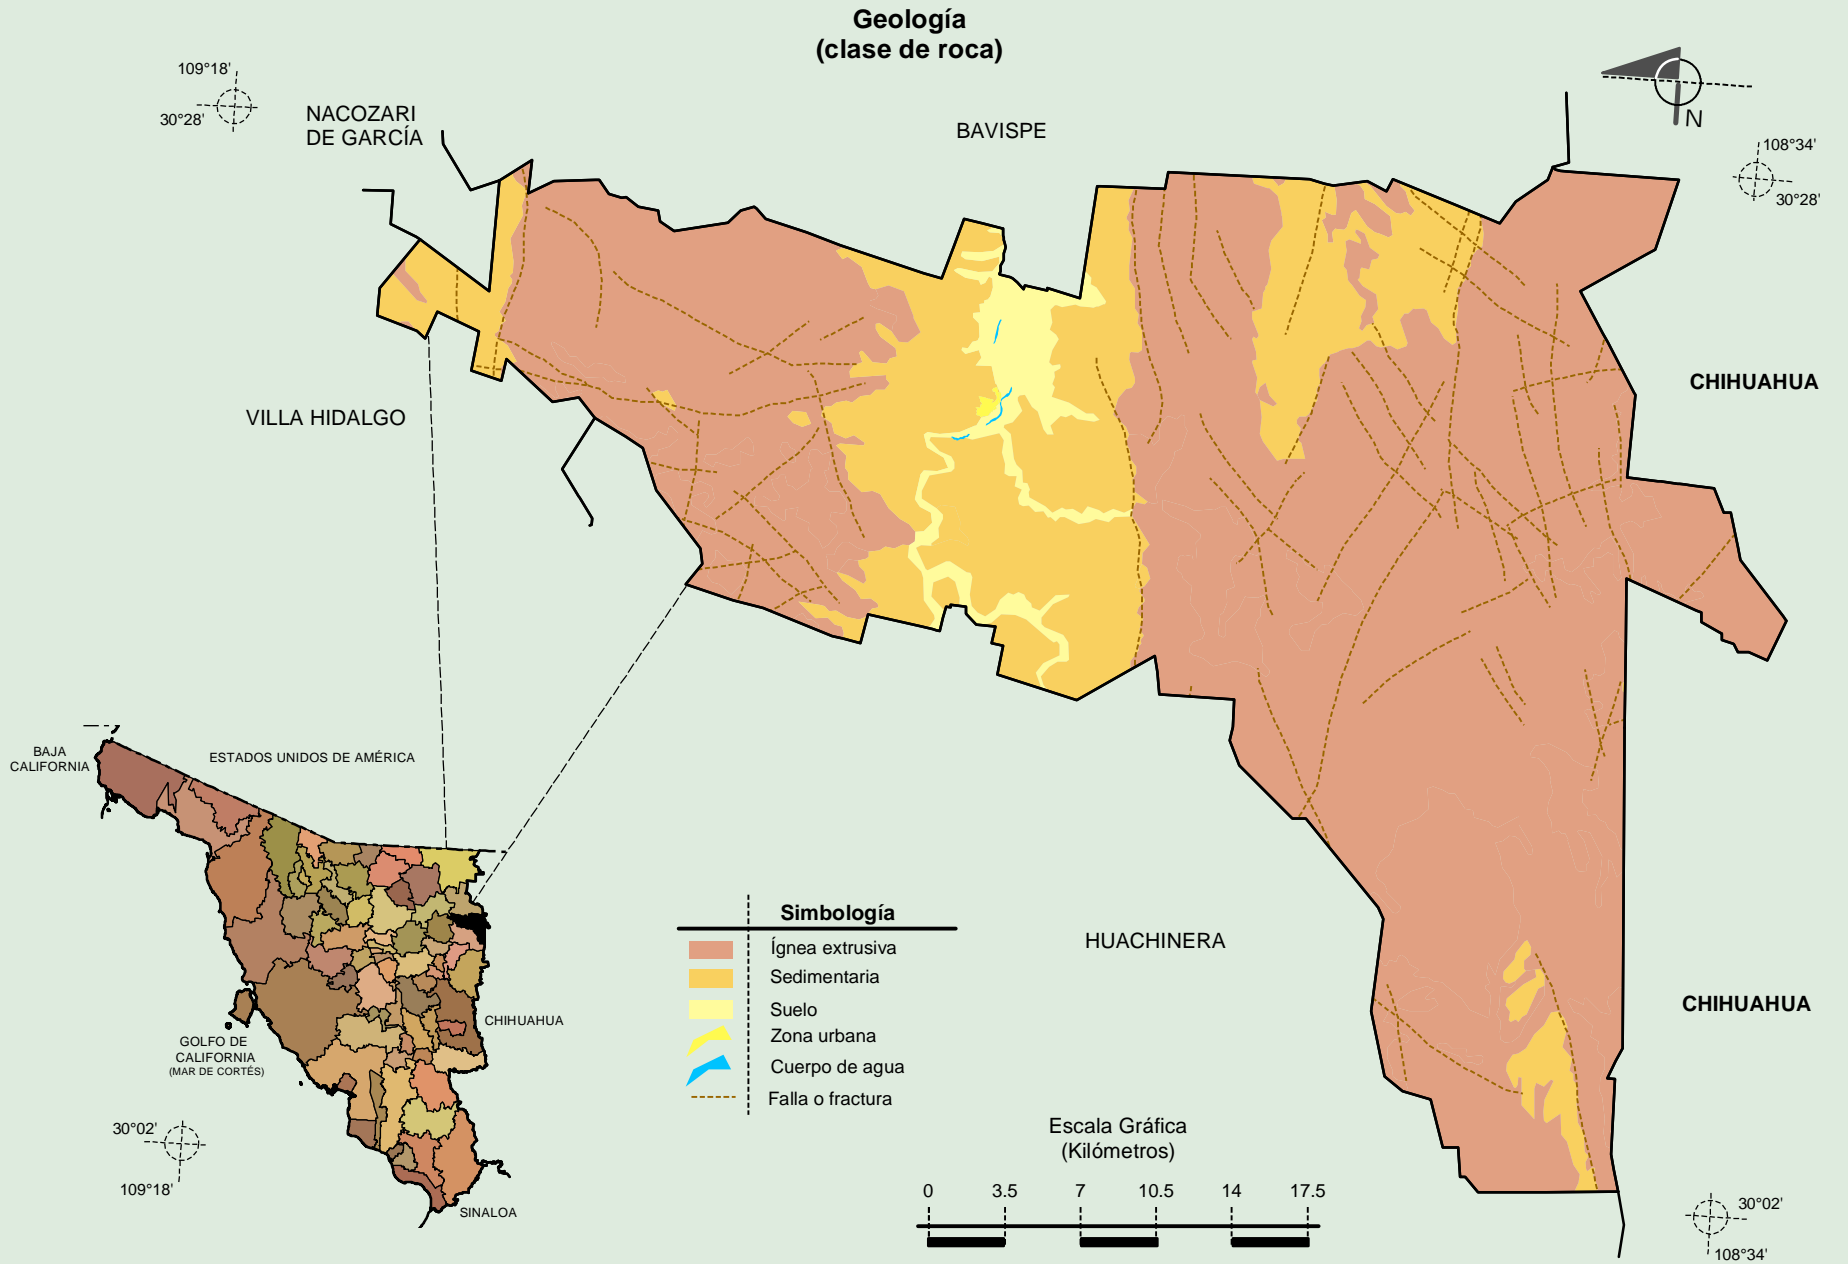 Geología
(clase de roca)
109°18'
30°28'
NACOZARI
DE GARCÍA
BAVISPE
N
108°34'
30°28'
CHIHUAHUA
VILLA HIDALGO
BAJA
CALIFORNIA
ESTADOS UNIDOS DE AMÉRICA
Simbología
Ígnea extrusiva
Sedimentaria
Suelo
Zona urbana
Cuerpo de agua
Falla o fractura
HUACHINERA
CHIHUAHUA
CHIHUAHUA
GOLFO DE
CALIFORNIA
(MAR DE CORTÉS)
30°02'
109°18'
SINALOA
Escala Gráfica
(Kilómetros)
0 3.5 7 10.5 14 17.5
30°02'
108°34'